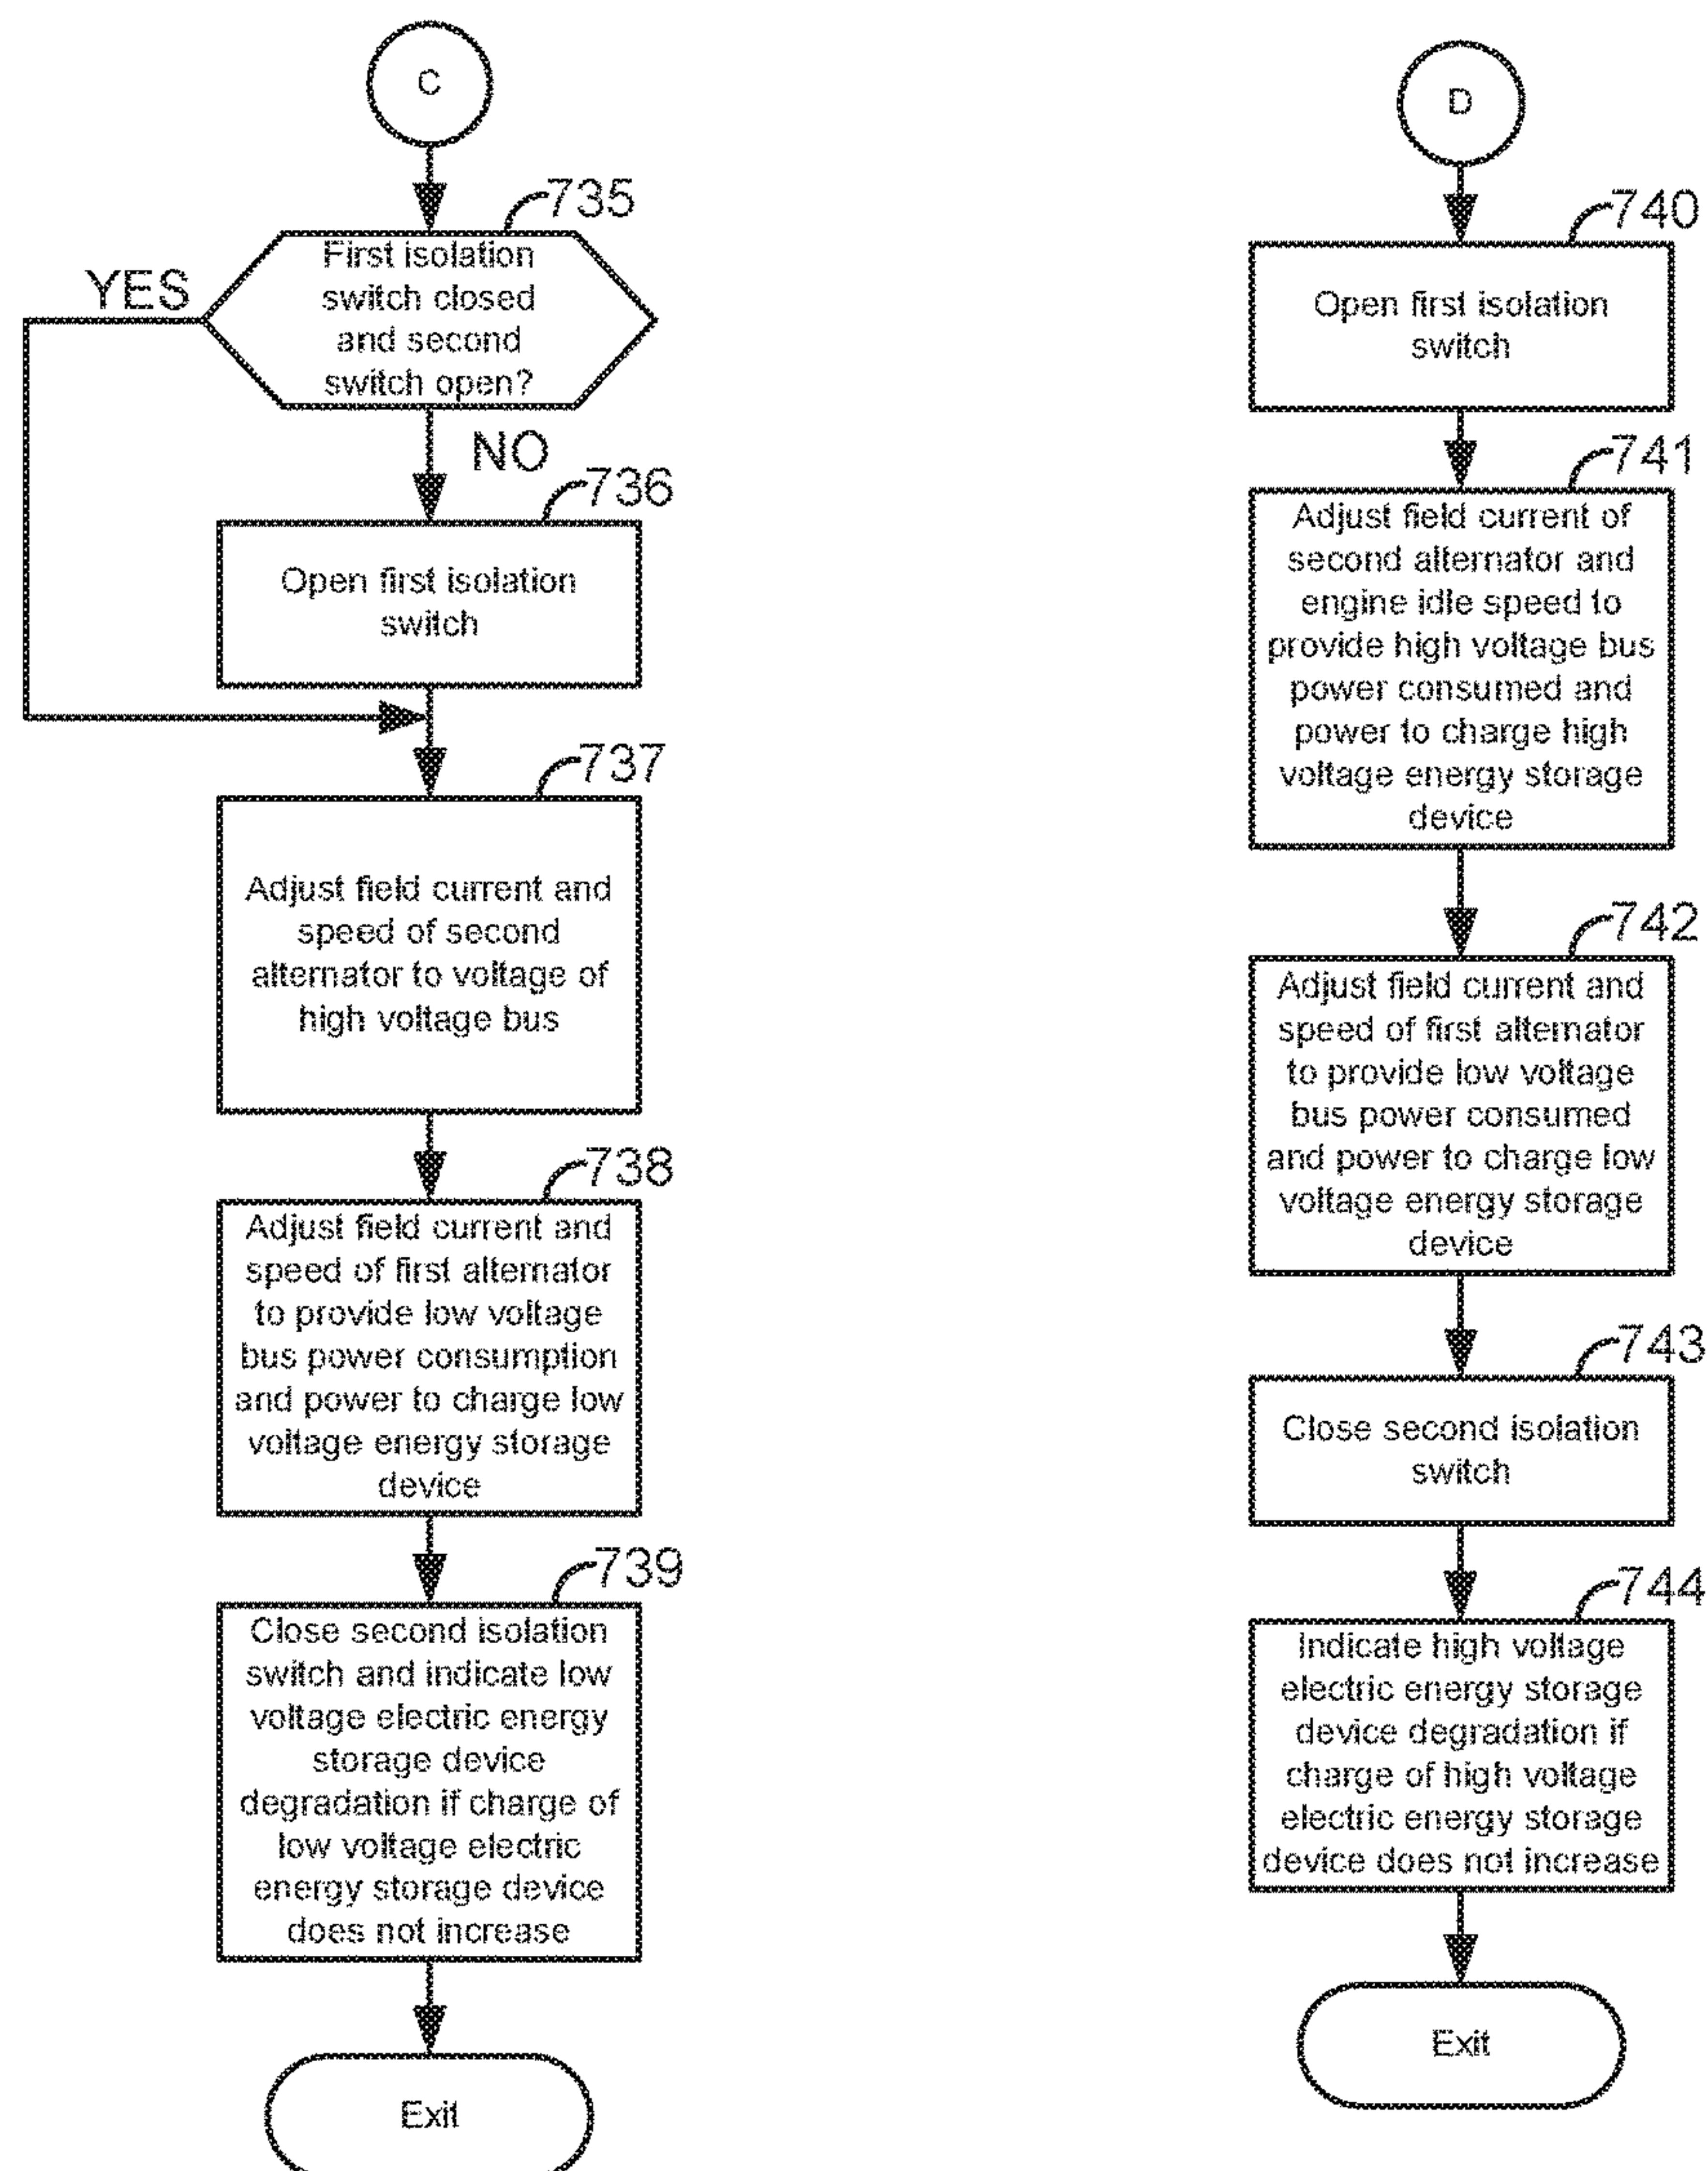 C
735
First isolation
switch closed
and second
switch open?
YES
NO
736
Open first isolation
switch
737
Adjust field current and
speed of second
alternator to voltage of
high voltage bus
738
Adjust field current and
speed of first alternator
to provide low voltage
bus power consumption
and power to charge low
voltage energy storage
device
739
Close second isolation
switch and indicate low
voltage electric energy
storage device
degradation if charge of
low voltage electric
energy storage device
does not increase
Exit
D
740
Open first isolation
switch
741
Adjust field current of
second alternator and
engine idle speed to
provide high voltage bus
power consumed and
power to charge high
voltage energy storage
device
742
Adjust field current and
speed of first alternator
to provide low voltage
bus power consumed
and power to charge low
voltage energy storage
device
743
Close second isolation
switch
744
Indicate high voltage
electric energy storage
device degradation if
charge of high voltage
electric energy storage
device does not increase
Exit